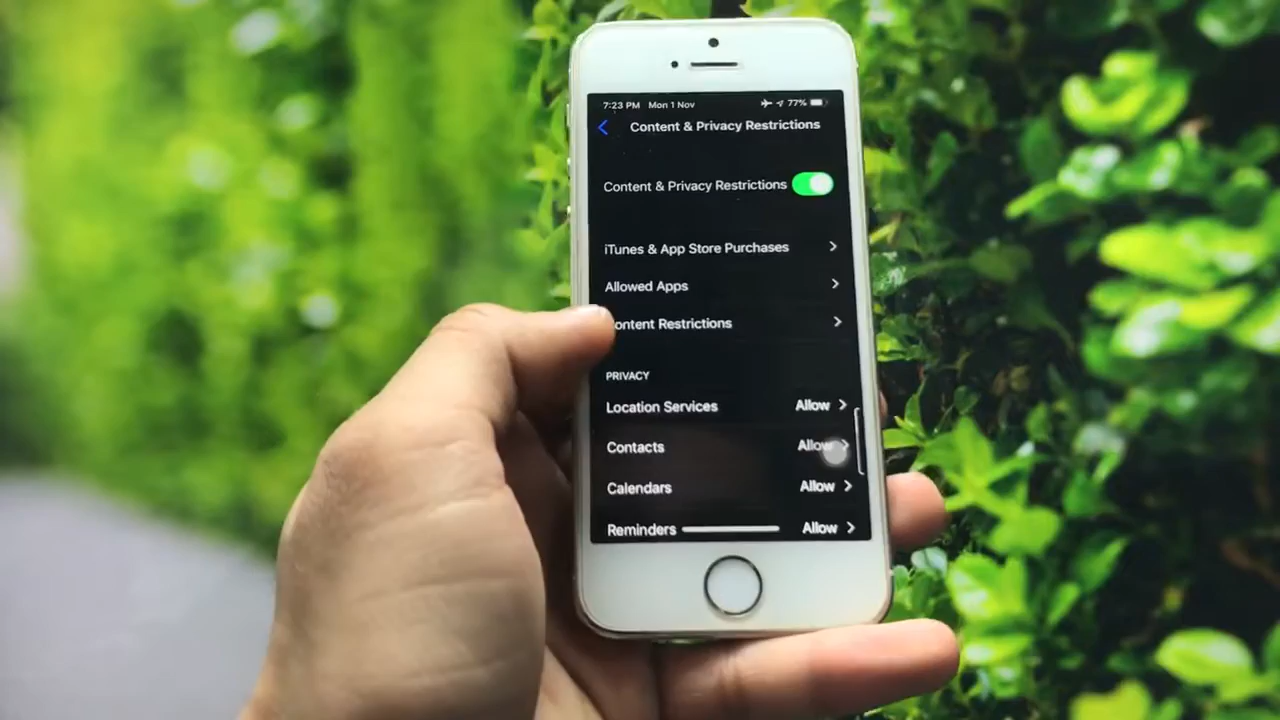 7:23 PM Mon 1 Nov 77%
Content & Privacy Restrictions
Content & Privacy Restrictions
iTunes & App Store Purchases
Allowed Apps
ontent Restrictions
PRIVACY
Location Services Allow
Contacts Allow
Calendars Allow
Reminders Allow